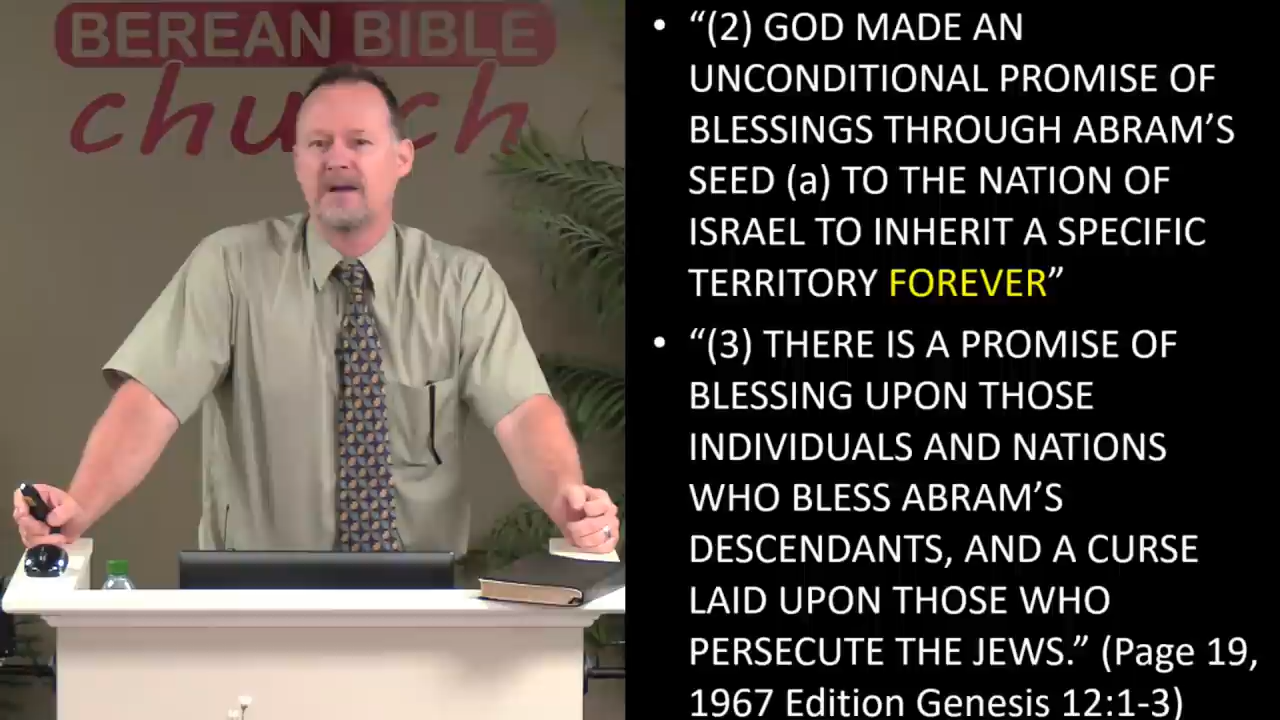 BEREAN BIBLE
church
• “(2) GOD MADE AN
UNCONDITIONAL PROMISE OF
BLESSINGS THROUGH ABRAM’S
SEED (a) TO THE NATION OF
ISRAEL TO INHERIT A SPECIFIC
TERRITORY FOREVER”
• “(3) THERE IS A PROMISE OF
BLESSING UPON THOSE
INDIVIDUALS AND NATIONS
WHO BLESS ABRAM’S
DESCENDANTS, AND A CURSE
LAID UPON THOSE WHO
PERSECUTE THE JEWS.” (Page 19,
1967 Edition Genesis 12:1-3)